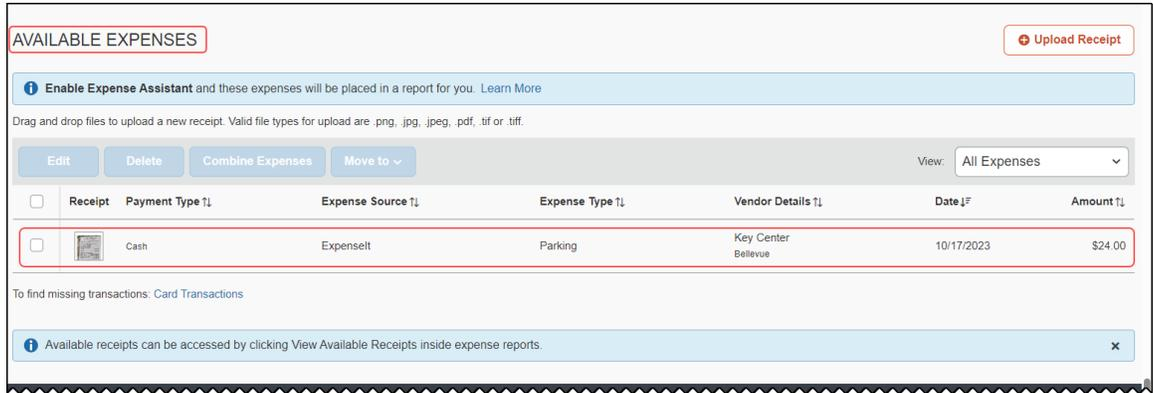 AVAILABLE EXPENSES
Upload Receipt
Enable Expense Assistant and these expenses will be placed in a report for you. Learn More
Drag and drop files to upload a new receipt. Valid file types for upload are .png, .jpg, .jpeg, .pdf, .tif or .tiff.
Edit Delete Combine Expenses Move to View: All Expenses
Receipt Payment Type Expense Source Expense Type Vendor Details Date Amount
Cash ExpenseIt Parking Key Center 10/17/2023 $24.00
Bellevue
To find missing transactions: Card Transactions
Available receipts can be accessed by clicking View Available Receipts inside expense reports.